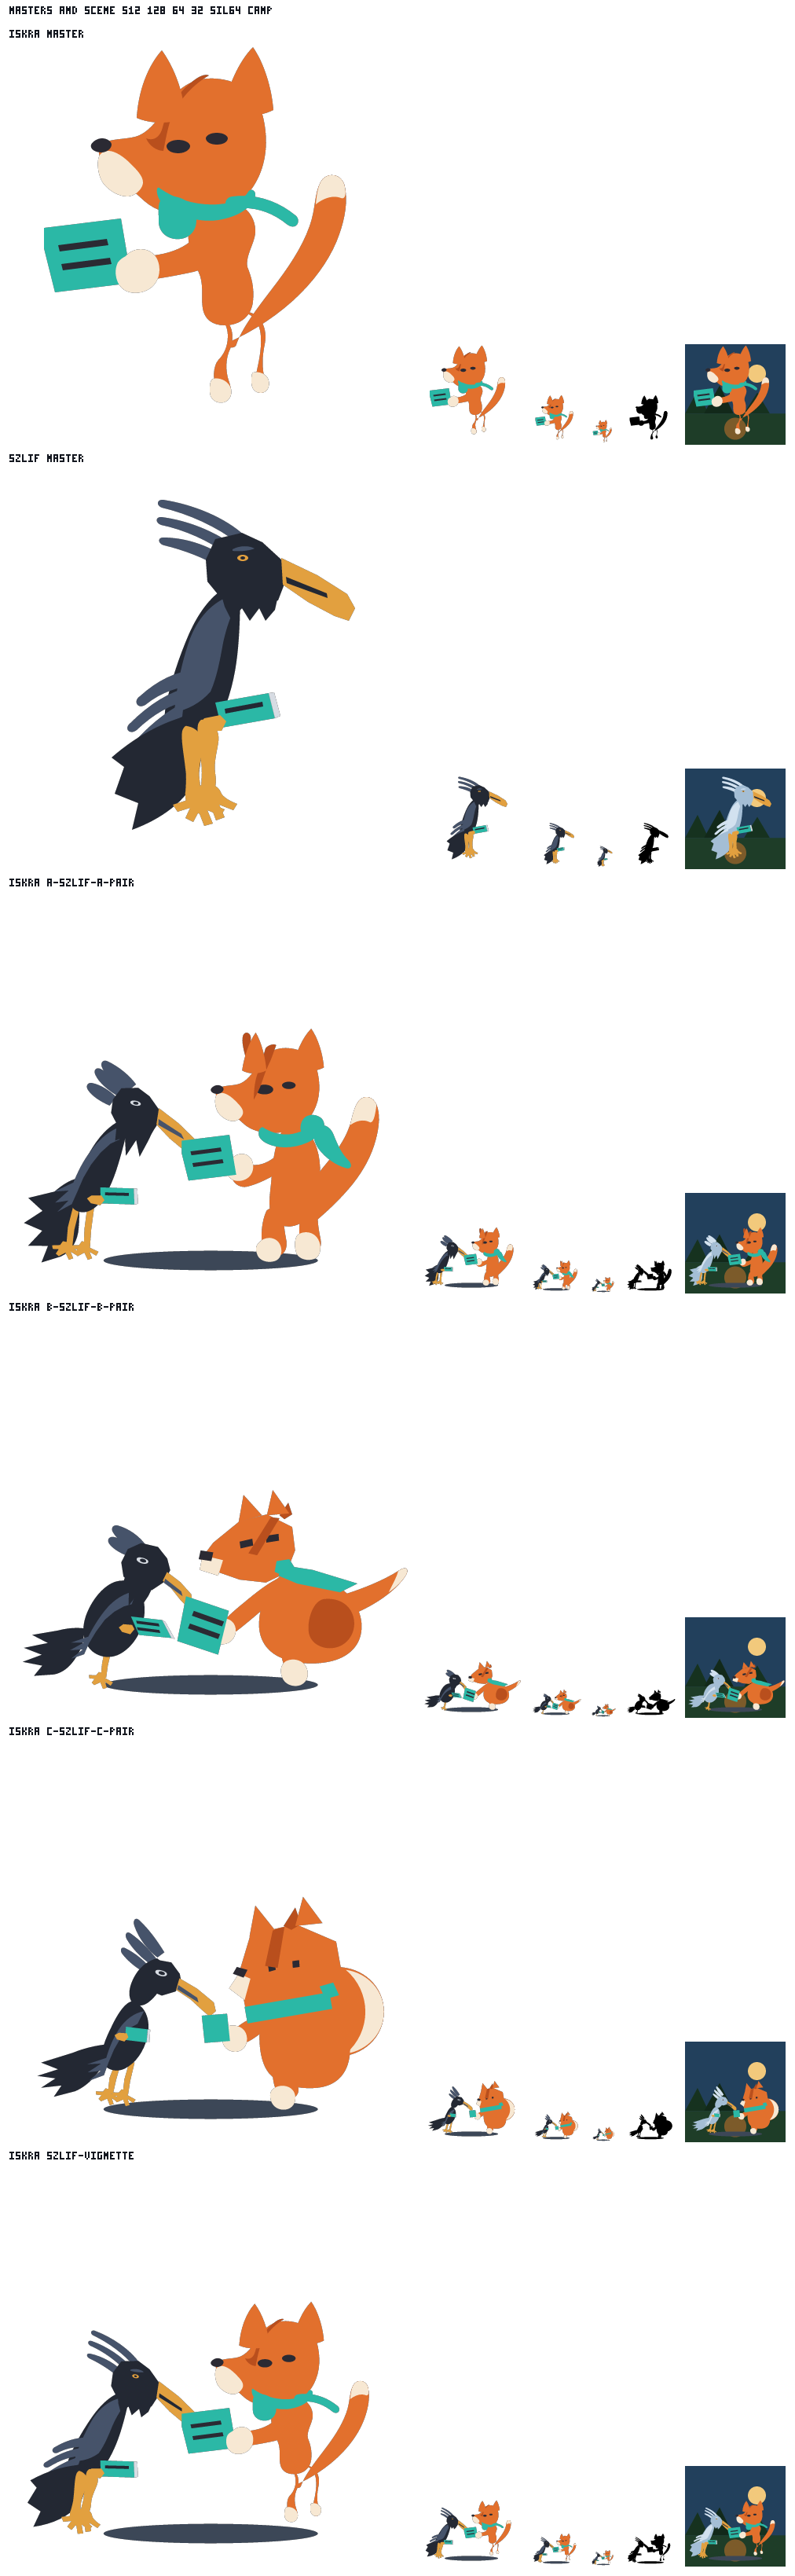 MASTERS AND SCENE 512 128 64 32 SIL64 CAMP
ISKRA MASTER
SZLIF MASTER
ISKRA A-SZLIF-A-PAIR
ISKRA B-SZLIF-B-PAIR
ISKRA C-SZLIF-C-PAIR
ISKRA SZLIF-VIGNETTE